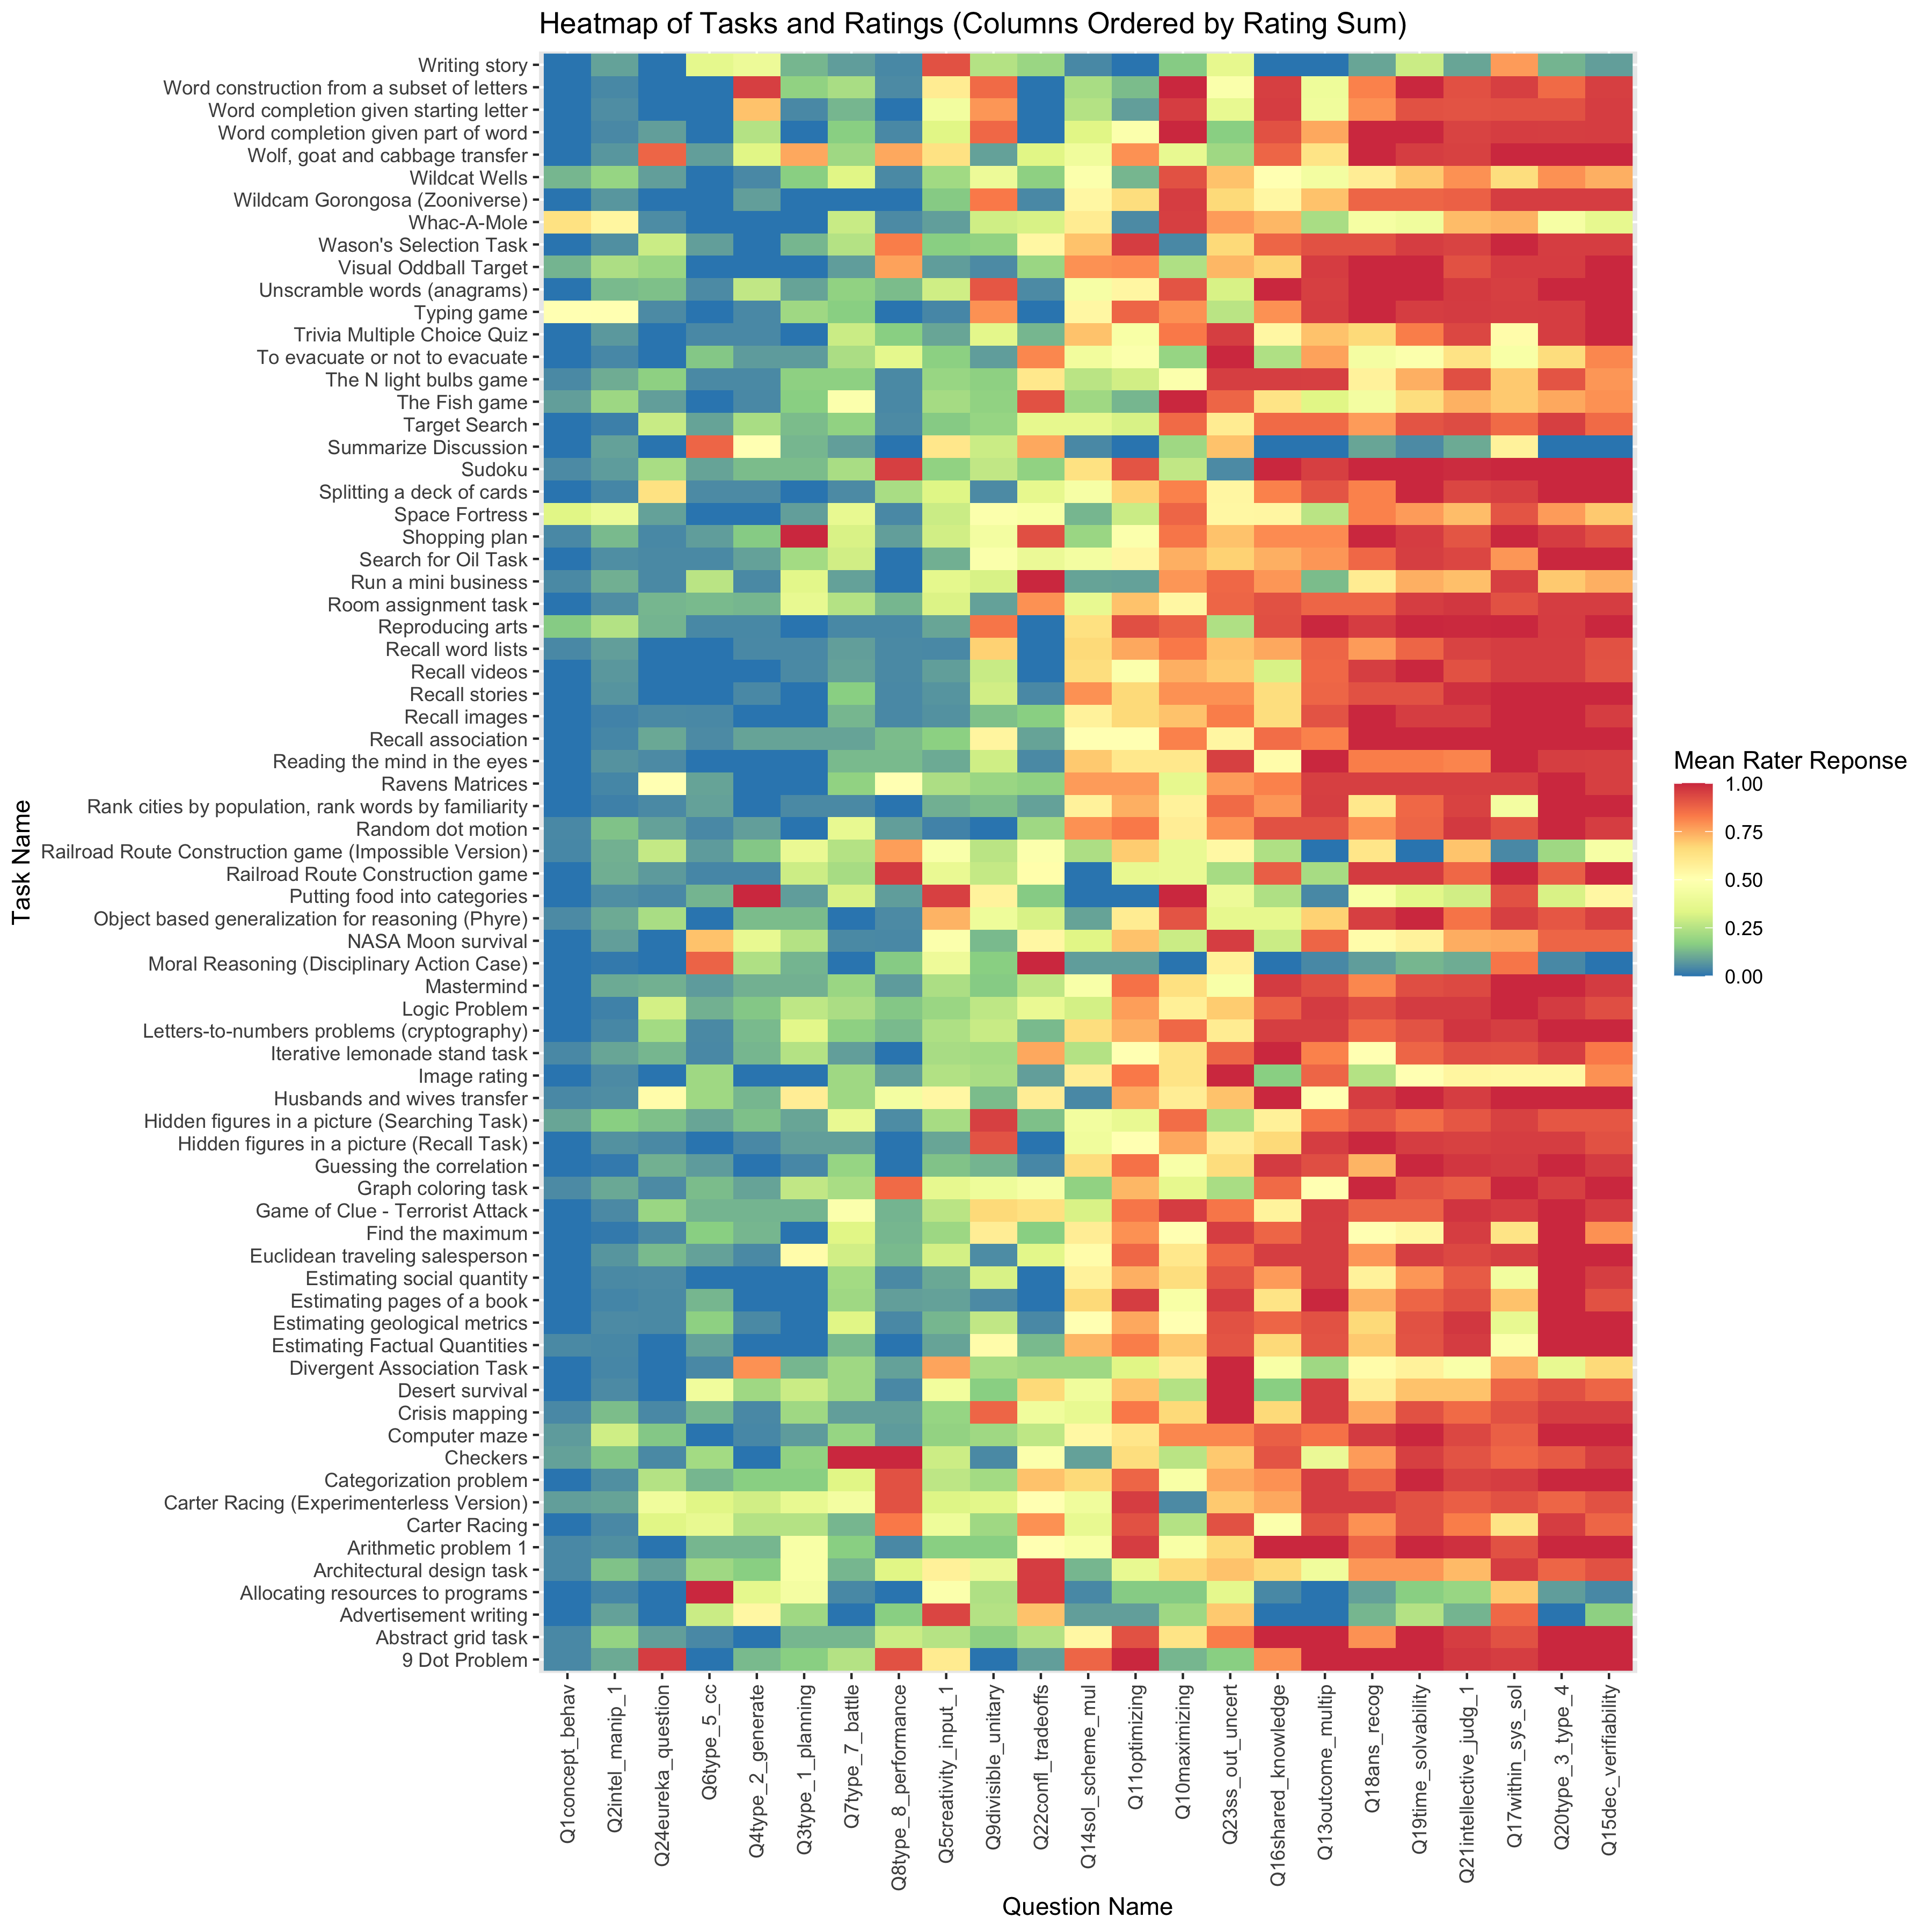 Heatmap of Tasks and Ratings (Columns Ordered by Rating Sum)
Writing story
Word construction from a subset of letters
Word completion given starting letter
Word completion given part of word
Wolf, goat and cabbage transfer
Wildcat Wells
Wildcam Gorongosa (Zooniverse)
Whac-A-Mole
Wason's Selection Task
Visual Oddball Target
Unscramble words (anagrams)
Typing game
Trivia Multiple Choice Quiz
To evacuate or not to evacuate
The N light bulbs game
The Fish game
Target Search
Summarize Discussion
Sudoku
Splitting a deck of cards
Space Fortress
Shopping plan
Search for Oil Task
Run a mini business
Room assignment task
Reproducing arts
Recall word lists
Recall videos
Recall stories
Recall images
Recall association
Reading the mind in the eyes
Ravens Matrices
Rank cities by population, rank words by familiarity
Random dot motion
Railroad Route Construction game (Impossible Version)
Railroad Route Construction game
Putting food into categories
Object based generalization for reasoning (Phyre)
NASA Moon survival
Moral Reasoning (Disciplinary Action Case)
Mastermind
Logic Problem
Letters-to-numbers problems (cryptography)
Iterative lemonade stand task
Image rating
Husbands and wives transfer
Hidden figures in a picture (Searching Task)
Hidden figures in a picture (Recall Task)
Guessing the correlation
Graph coloring task
Game of Clue - Terrorist Attack
Find the maximum
Euclidean traveling salesperson
Estimating social quantity
Estimating pages of a book
Estimating geological metrics
Estimating Factual Quantities
Divergent Association Task
Desert survival
Crisis mapping
Computer maze
Checkers
Categorization problem
Carter Racing (Experimenterless Version)
Carter Racing
Arithmetic problem 1
Architectural design task
Allocating resources to programs
Advertisement writing
Abstract grid task
9 Dot Problem
Task Name
Q1concept_behav
Q2intel_manip_1
Q24eureka_question
Q6type_5_cc
Q4type_2_generate
Q3type_1_planning
Q7type_7_battle
Q8type_8_performance
Q5creativity_input_1
Q9divisible_unitary
Q22confl_tradeoffs
Q14sol_scheme_mul
Q11optimizing
Q10maximizing
Q23ss_out_uncert
Q16shared_knowledge
Q13outcome_multip
Q18ans_recog
Q19time_solvability
Q21intellective_judg_1
Q17within_sys_sol
Q20type_3_type_4
Q15dec_verifiability
Question Name
Mean Rater Reponse
1.00
0.75
0.50
0.25
0.00